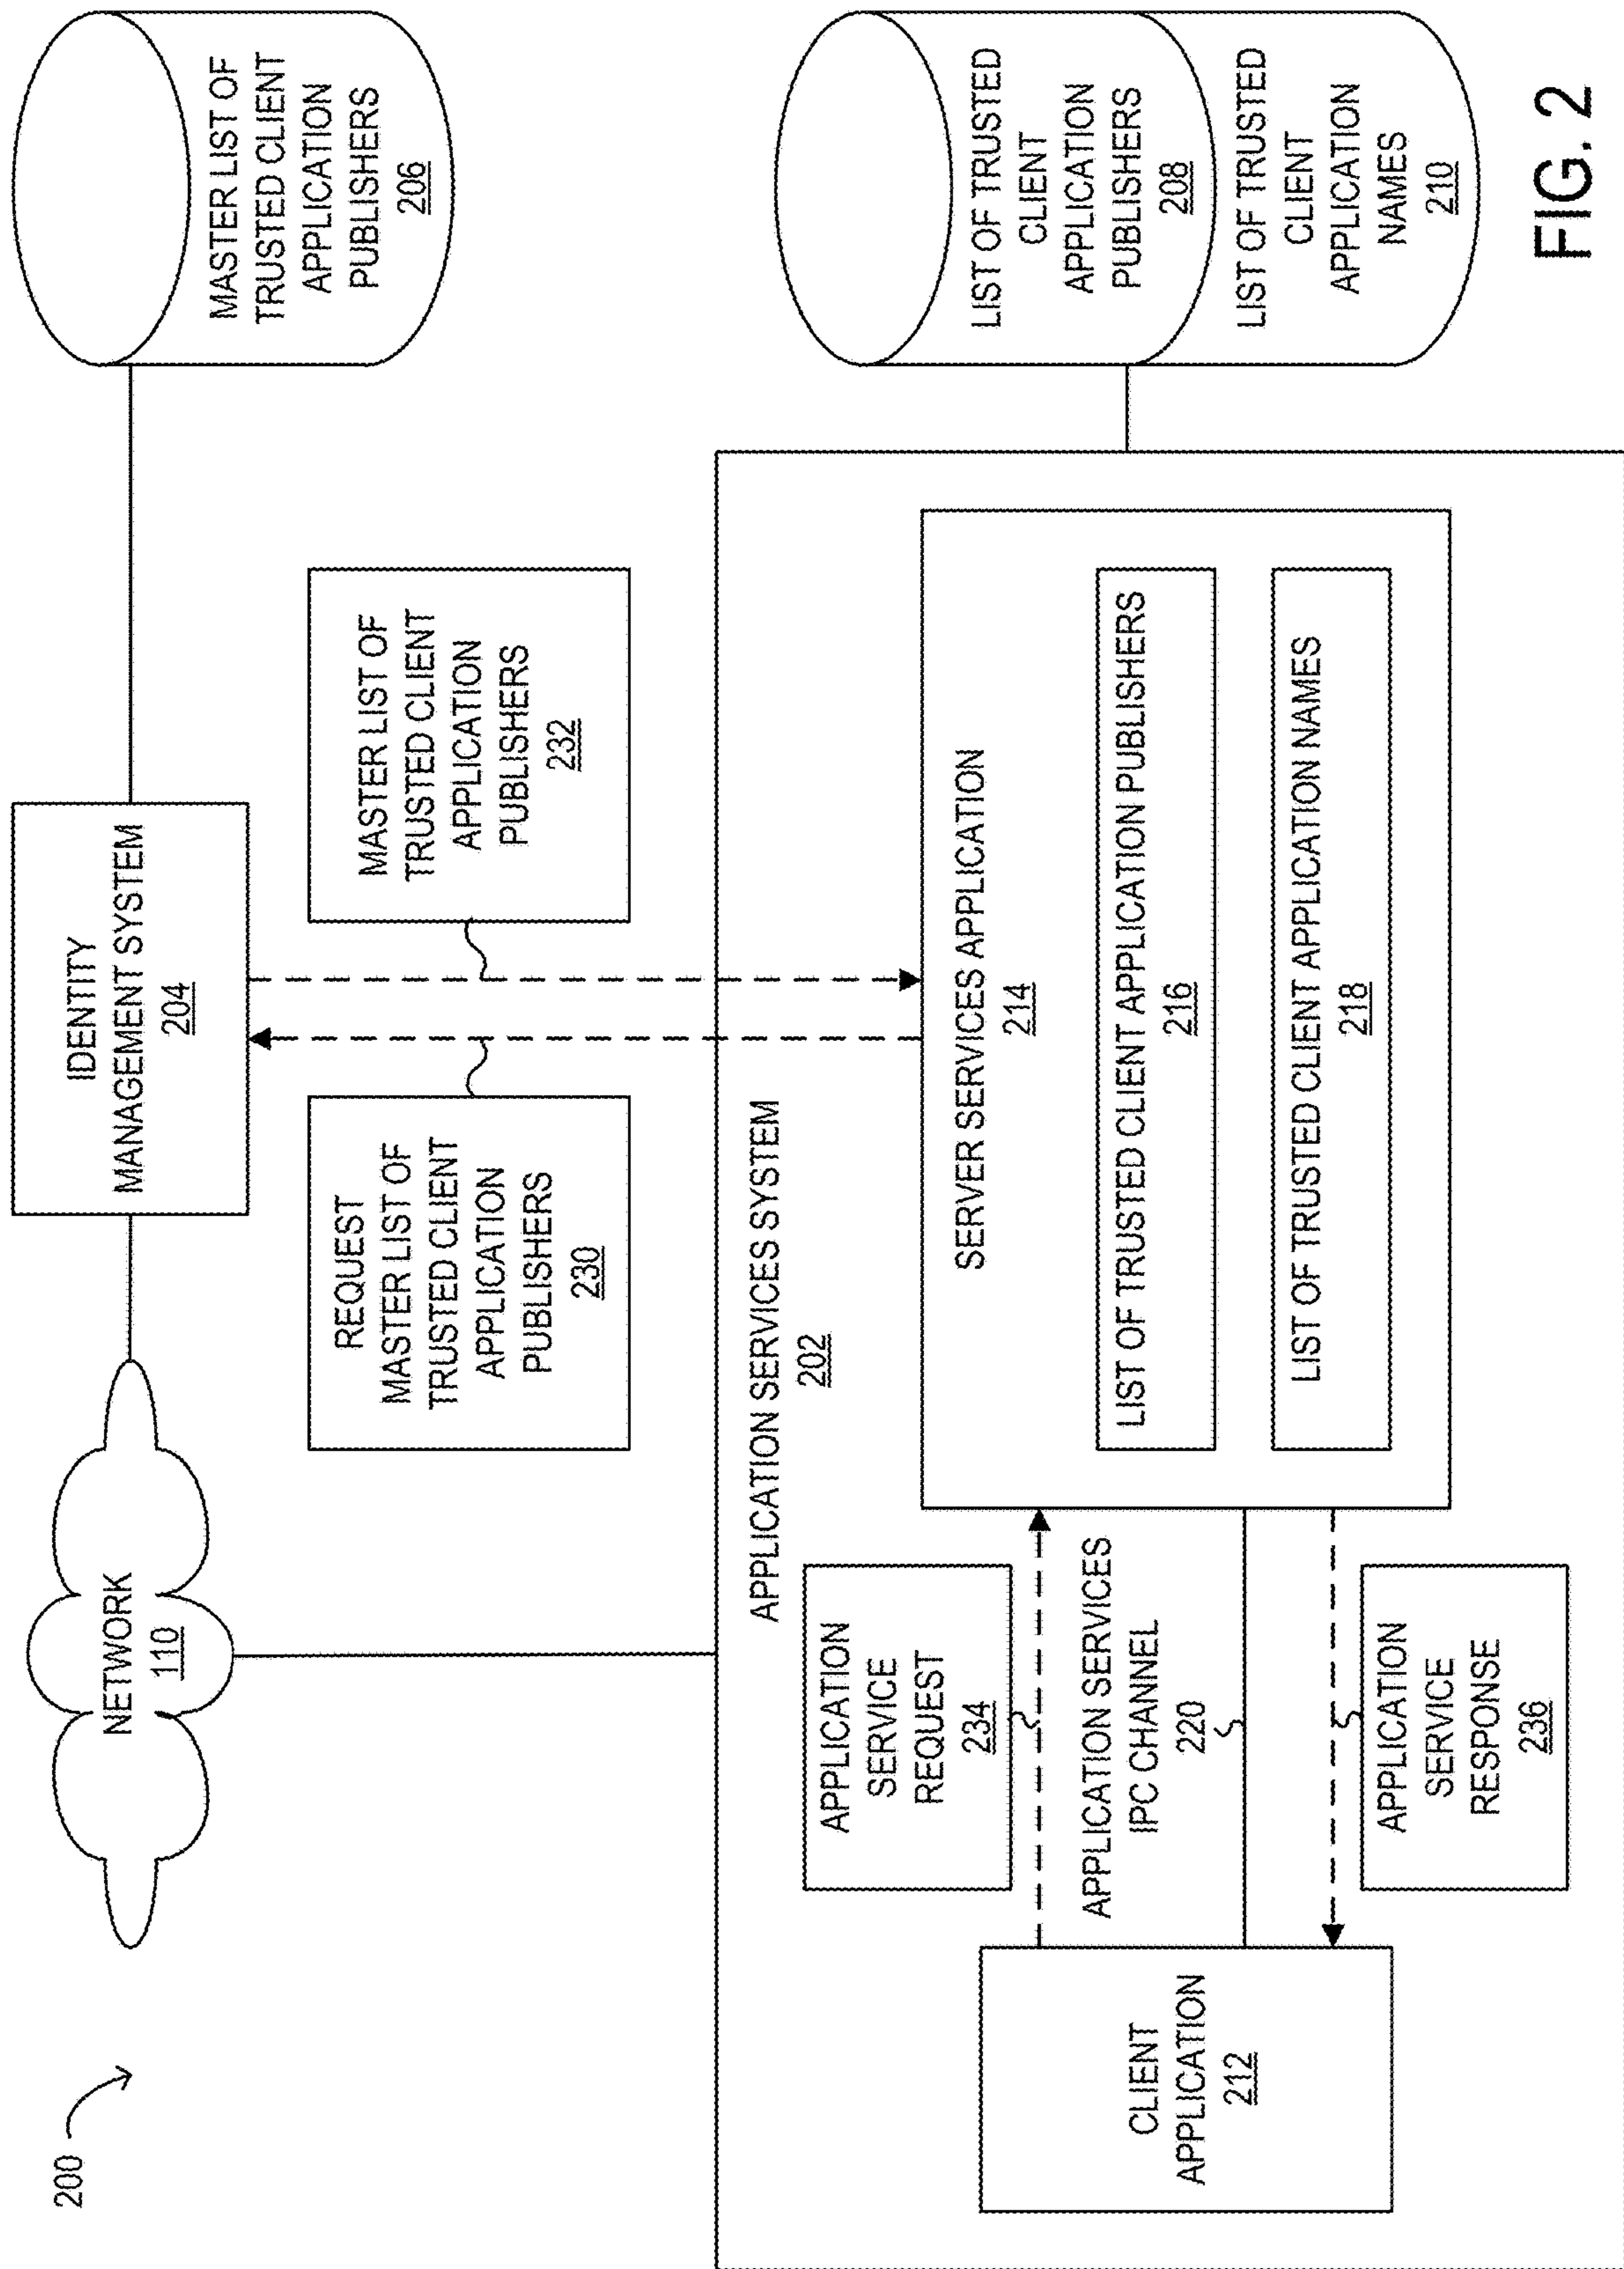 200
NETWORK
110
IDENTITY
MANAGEMENT SYSTEM
204
MASTER LIST OF
TRUSTED CLIENT
APPLICATION
PUBLISHERS
206
REQUEST
MASTER LIST OF
TRUSTED CLIENT
APPLICATION
PUBLISHERS
230
MASTER LIST OF
TRUSTED CLIENT
APPLICATION
PUBLISHERS
232
APPLICATION SERVICES SYSTEM
202
APPLICATION
SERVICE
REQUEST
234
APPLICATION SERVICES
IPC CHANNEL
220
APPLICATION
SERVICE
RESPONSE
236
CLIENT
APPLICATION
212
SERVER SERVICES APPLICATION
214
LIST OF TRUSTED CLIENT APPLICATION PUBLISHERS
216
LIST OF TRUSTED CLIENT APPLICATION NAMES
218
LIST OF TRUSTED
CLIENT
APPLICATION
PUBLISHERS
208
LIST OF TRUSTED
CLIENT
APPLICATION
NAMES
210
FIG. 2